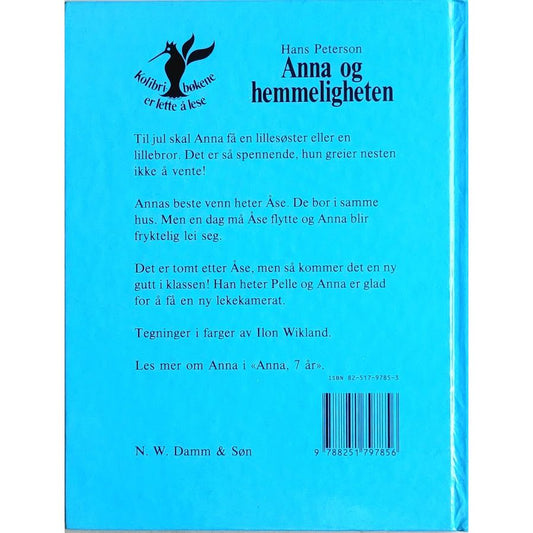 Kolibri
bøkene
er lette å lese
Hans Peterson
Anna og
hemmeligheten
Til jul skal Anna få en lillesøster eller en
lillebror. Det er så spennende, hun greier nesten
ikke å vente!
Annas beste venn heter Åse. De bor i samme
hus. Men en dag må Åse flytte og Anna blir
fryktelig lei seg.
Det er tomt etter Åse, men så kommer det en ny
gutt i klassen! Han heter Pelle og Anna er glad
for å få en ny lekekamerat.
Tegninger i farger av Ilon Wikland.
Les mer om Anna i «Anna, 7 år».
ISBN 82-517-9785-3
N. W. Damm & Søn
9 788251 797856